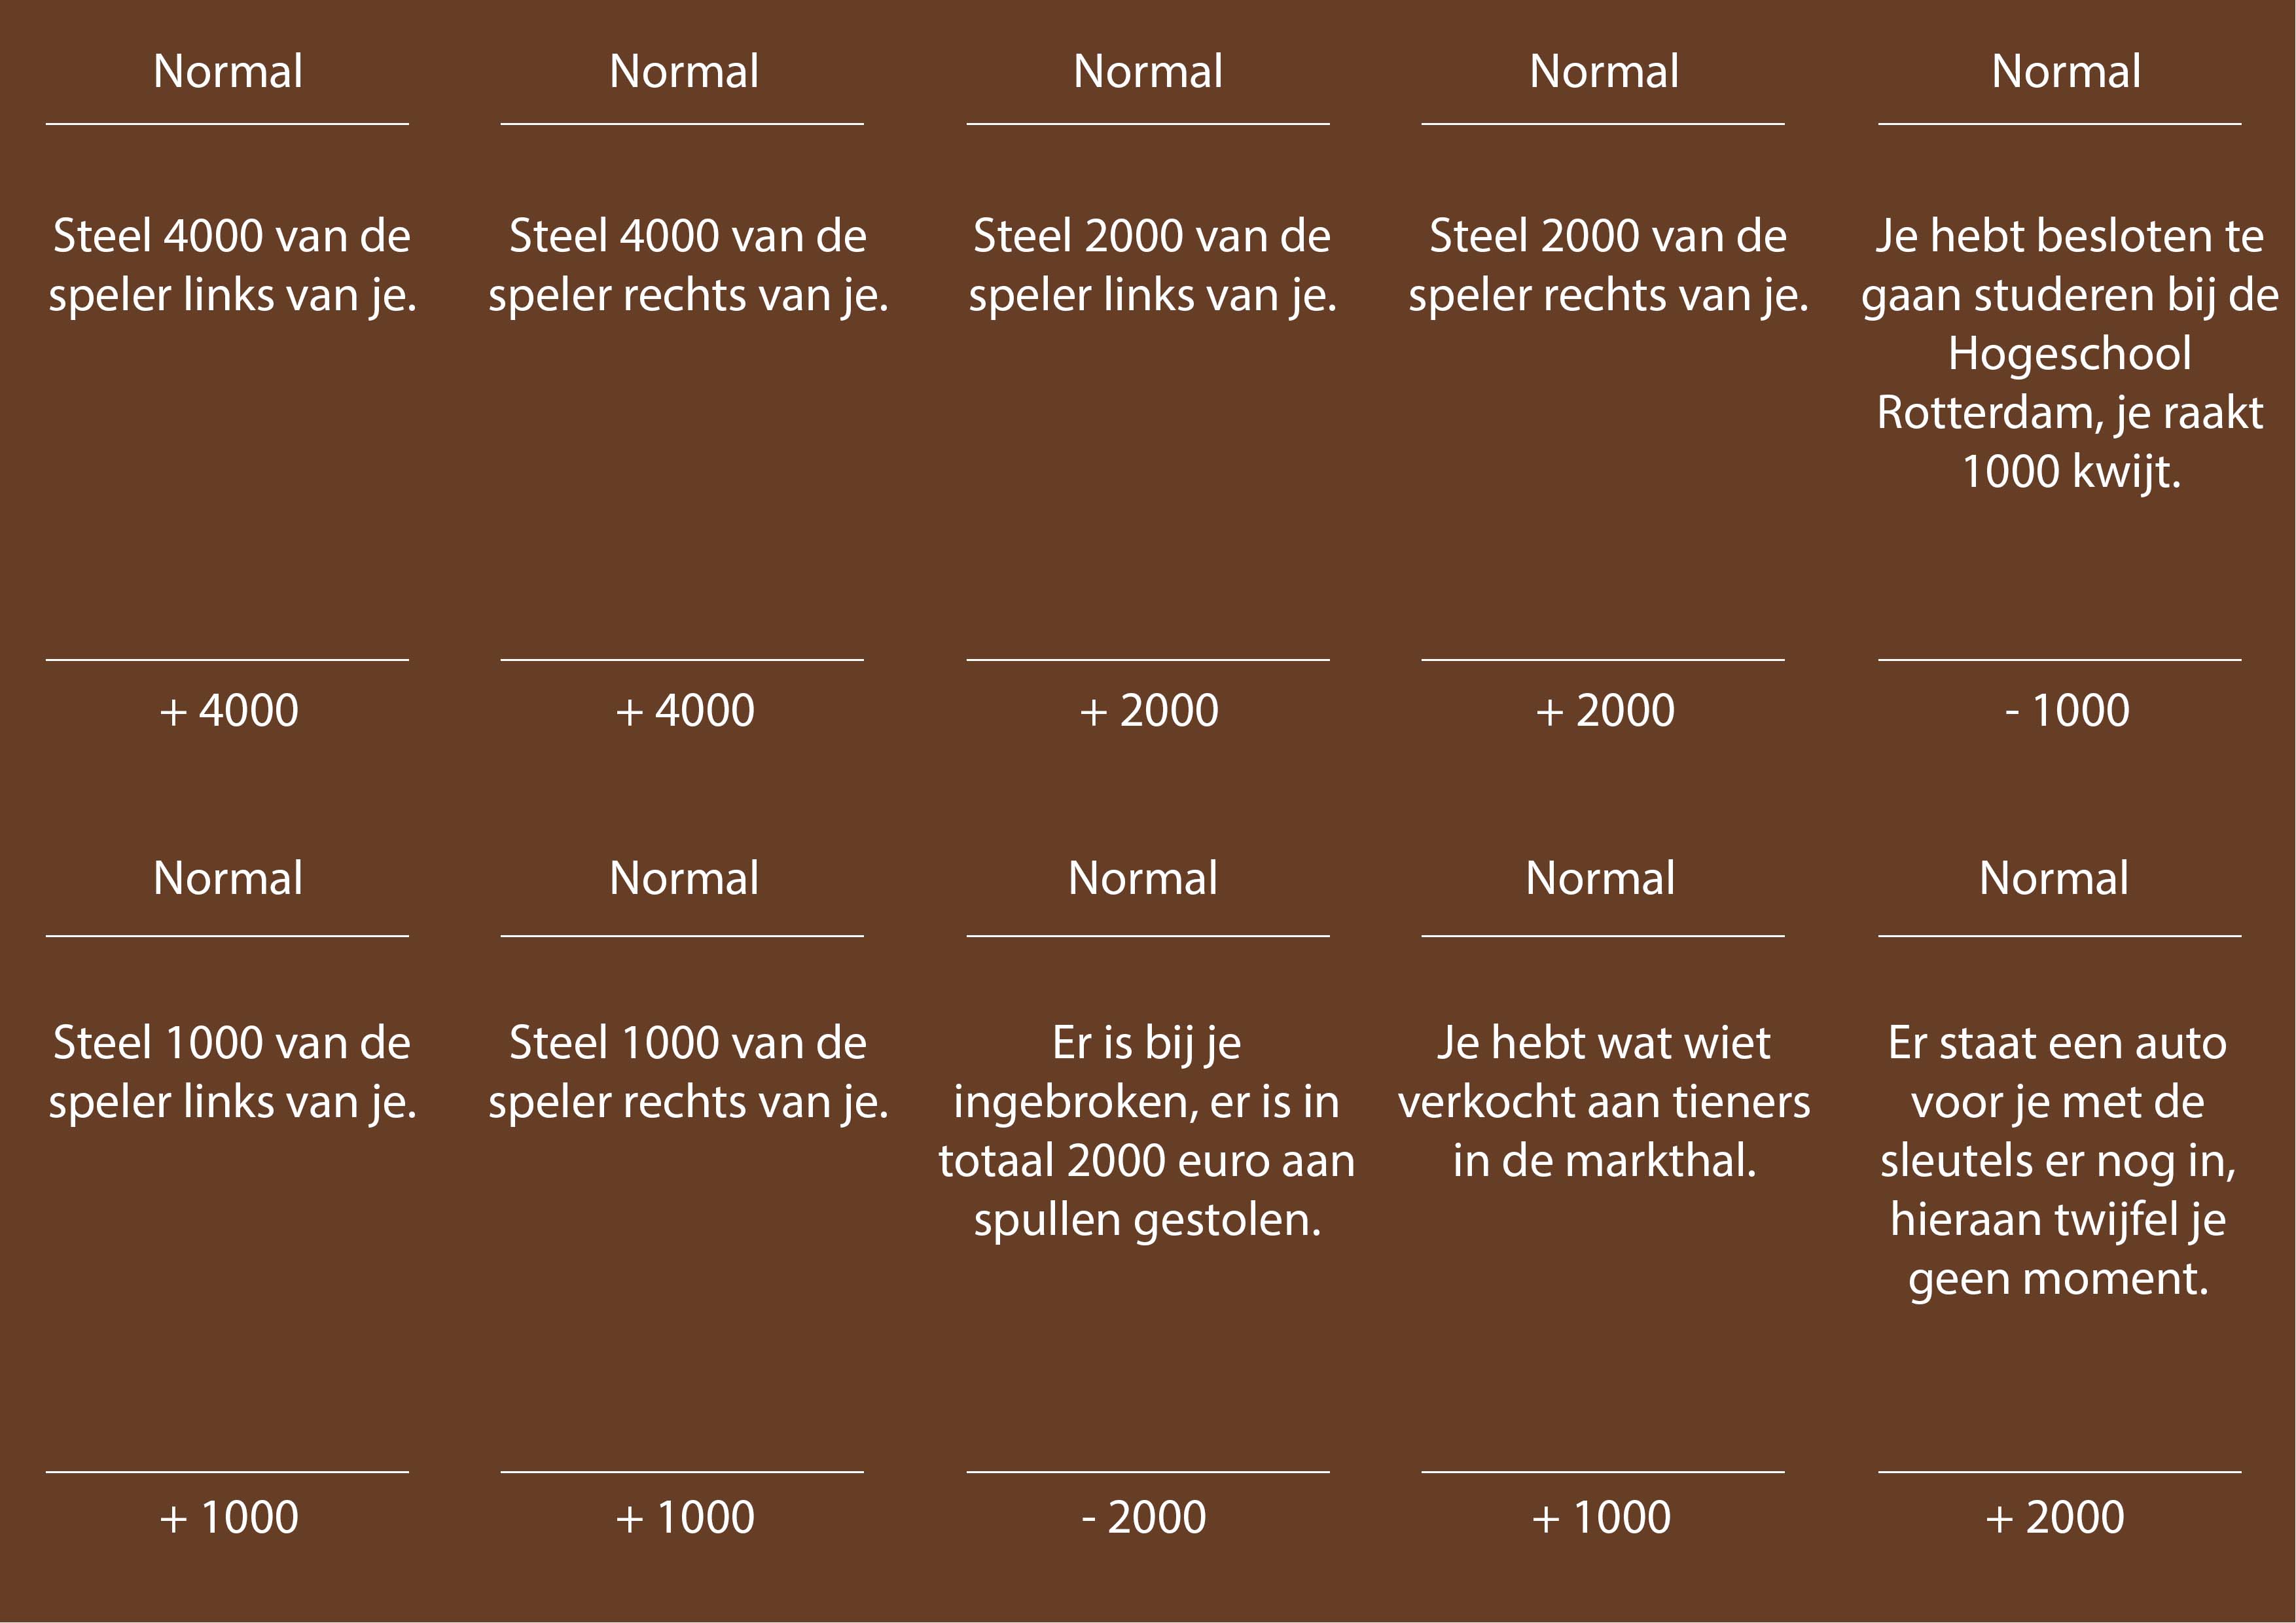 Normal
Steel 4000 van de
speler links van je.
+ 4000
Normal
Steel 4000 van de
speler rechts van je.
+ 4000
Normal
Steel 2000 van de
speler links van je.
+ 2000
Normal
Steel 2000 van de
speler rechts van je.
+ 2000
Normal
Je hebt besloten te
gaan studeren bij de
Hogeschool
Rotterdam, je raakt
1000 kwijt.
- 1000
Normal
Steel 1000 van de
speler links van je.
+ 1000
Normal
Steel 1000 van de
speler rechts van je.
+ 1000
Normal
Er is bij je
ingebroken, er is in
totaal 2000 euro aan
spullen gestolen.
- 2000
Normal
Je hebt wat wiet
verkocht aan tieners
in de markthal.
+ 1000
Normal
Er staat een auto
voor je met de
sleutels er nog in,
hieraan twijfel je
geen moment.
+ 2000